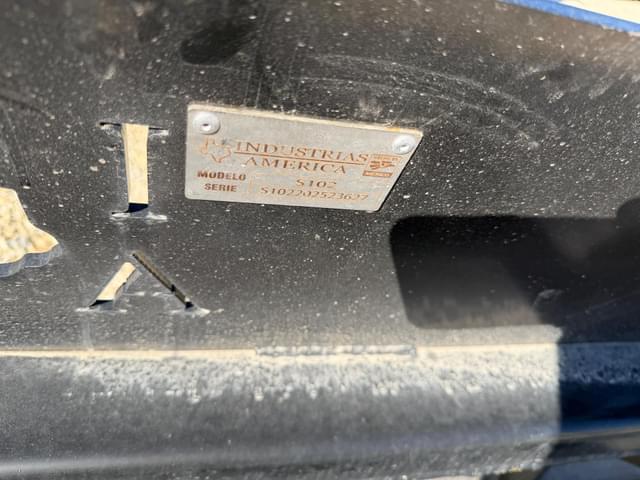 INDUSTRIAS
AMERICA
MODELO S102
SERIE S102202523627
I
A